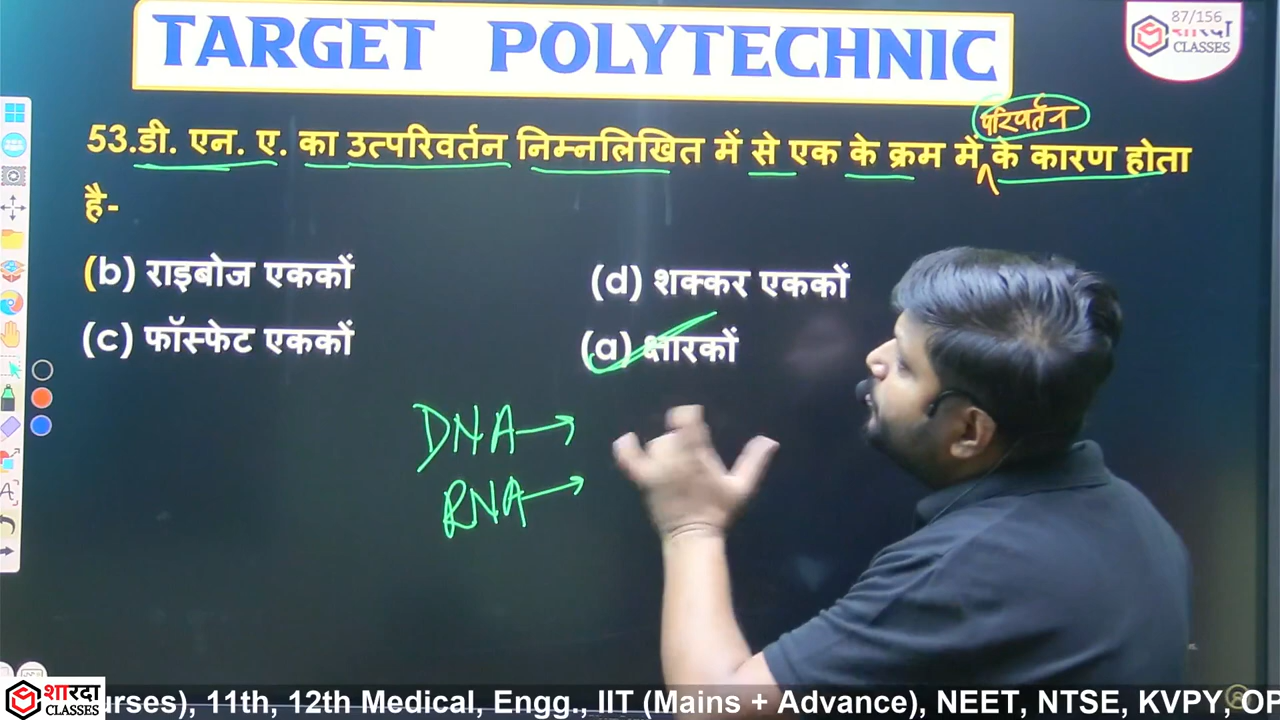 TARGET POLYTECHNIC
87/156
शारदा
CLASSES
परिवर्तन
53.डी. एन. ए. का उत्परिवर्तन निम्नलिखित में से एक के क्रम में के कारण होता
है-
(b) राइबोज एककों
(d) शक्कर एककों
(c) फॉस्फेट एककों
(a) क्षारकों
DNA→
RNA→
शारदा
CLASSES
urses), 11th, 12th Medical, Engg., IIT (Mains + Advance), NEET, NTSE, KVPY, OF